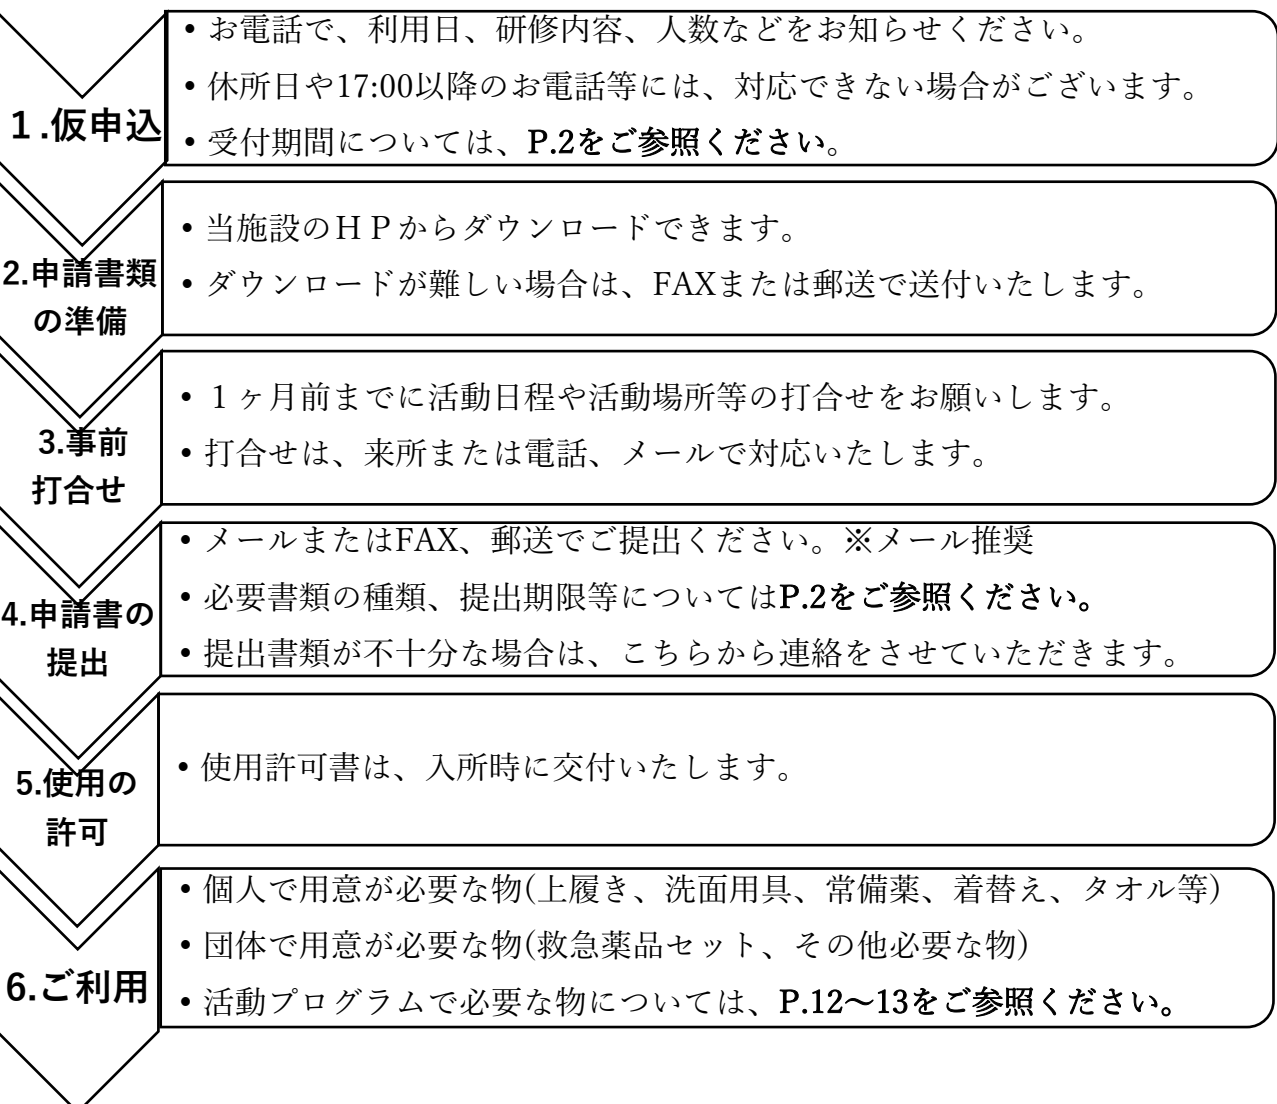 １.仮申込
• お電話で、利用日、研修内容、人数などをお知らせください。
• 休所日や17:00以降のお電話等には、対応できない場合がございます。
• 受付期間については、P.2をご参照ください。
2.申請書類
の準備
• 当施設のＨＰからダウンロードできます。
• ダウンロードが難しい場合は、FAXまたは郵送で送付いたします。
3.事前
打合せ
• １ヶ月前までに活動日程や活動場所等の打合せをお願いします。
• 打合せは、来所または電話、メールで対応いたします。
4.申請書の
提出
• メールまたはFAX、郵送でご提出ください。※メール推奨
• 必要書類の種類、提出期限等についてはP.2をご参照ください。
• 提出書類が不十分な場合は、こちらから連絡をさせていただきます。
5.使用の
許可
• 使用許可書は、入所時に交付いたします。
6.ご利用
• 個人で用意が必要な物(上履き、洗面用具、常備薬、着替え、タオル等)
• 団体で用意が必要な物(救急薬品セット、その他必要な物)
• 活動プログラムで必要な物については、P.12～13をご参照ください。